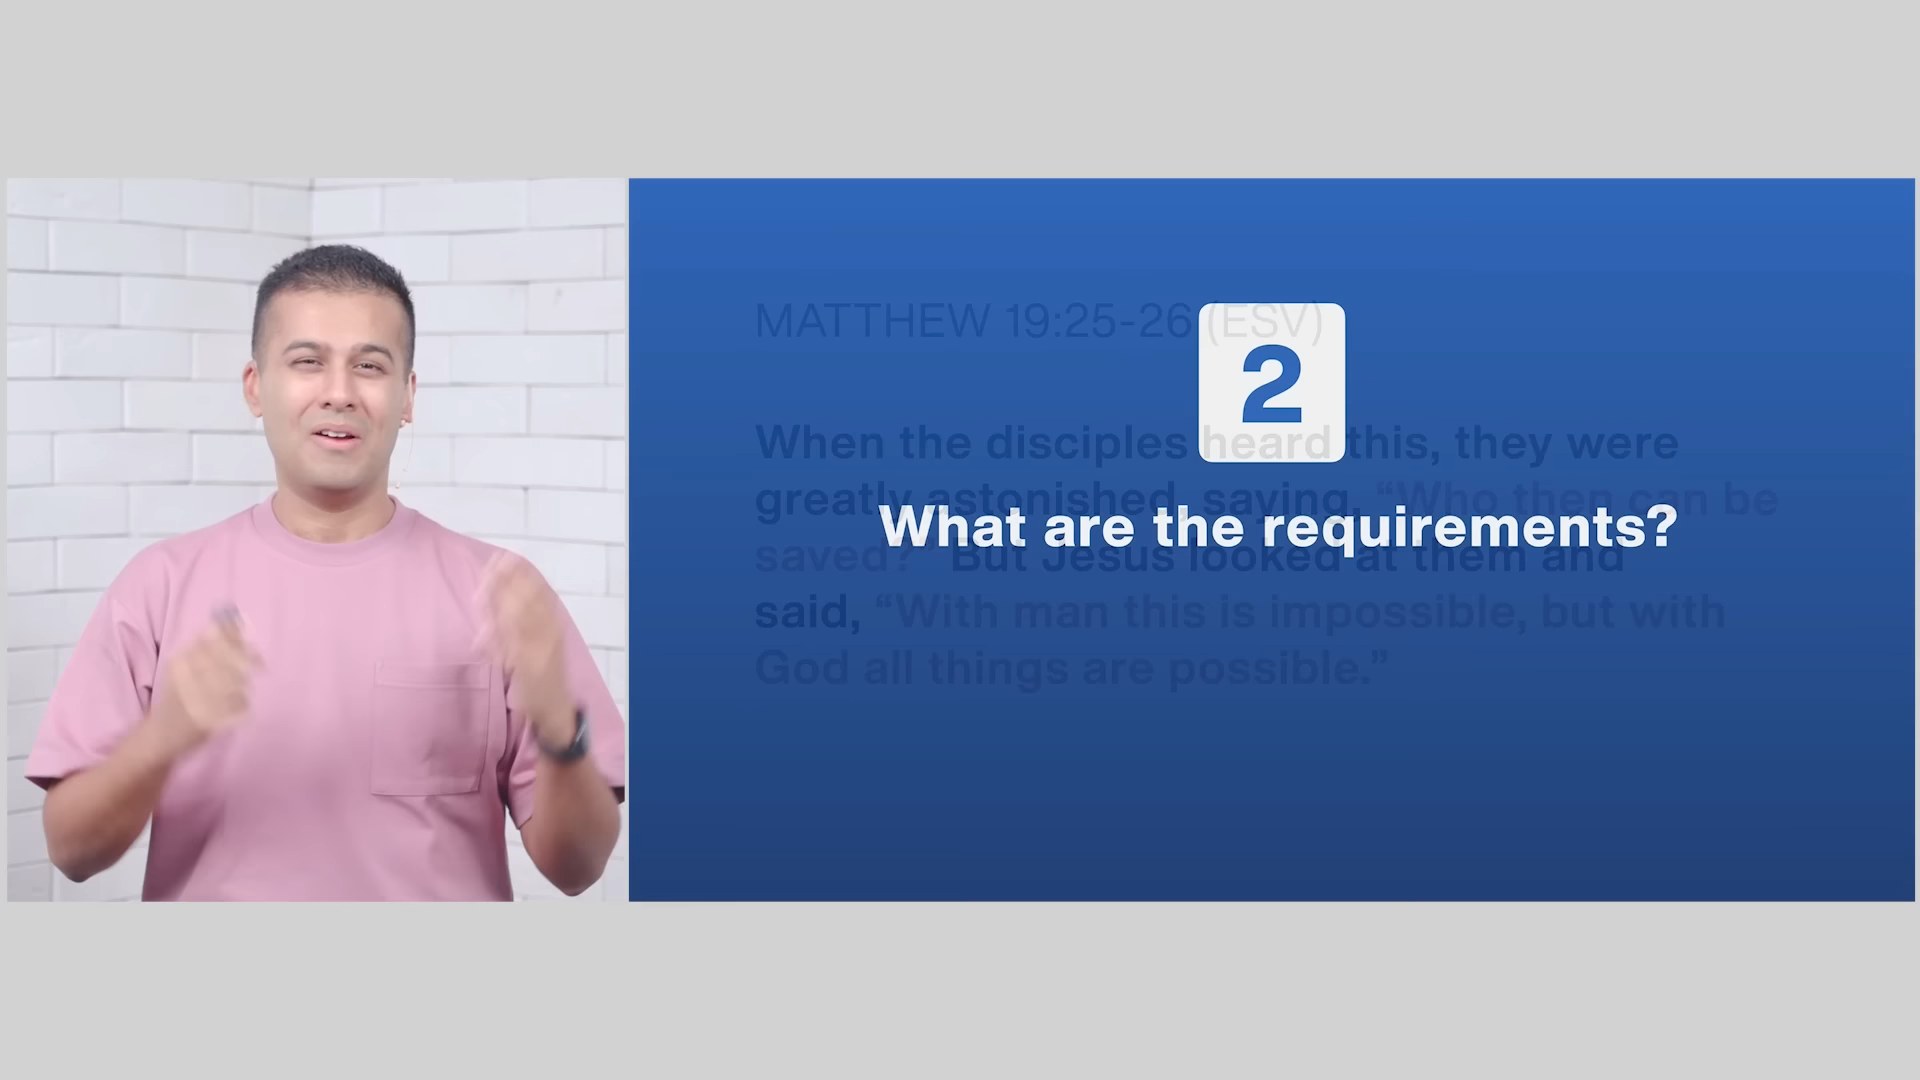 MATTHEW 19:25-26 (ESV)
2
When the disciples heard this, they were
greatly astonished, saying, “Who then can be
What are the requirements?
saved?” But Jesus looked at them and
said, “With man this is impossible, but with
God all things are possible.”